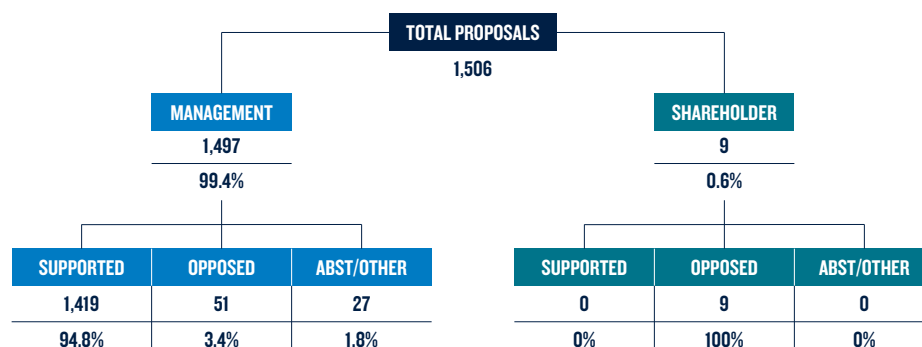 TOTAL PROPOSALS
1,506
MANAGEMENT
1,497
99.4%
SHAREHOLDER
9
0.6%
SUPPORTED OPPOSED ABST/OTHER
1,419 51 27
94.8% 3.4% 1.8%
SUPPORTED OPPOSED ABST/OTHER
0 9 0
0% 100% 0%